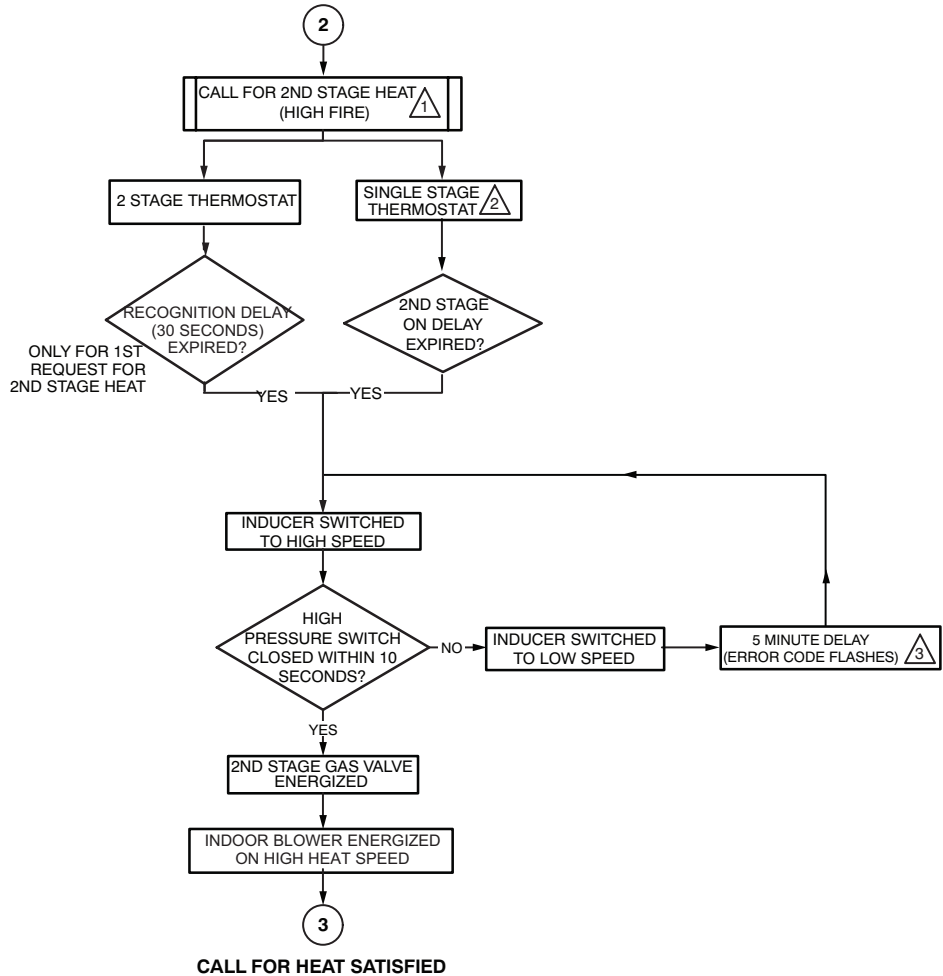 2
CALL FOR 2ND STAGE HEAT
(HIGH FIRE)
1
2 STAGE THERMOSTAT
SINGLE STAGE
THERMOSTAT
2
RECOGNITION DELAY
(30 SECONDS)
EXPIRED?
2ND STAGE
ON DELAY
EXPIRED?
ONLY FOR 1ST
REQUEST FOR
2ND STAGE HEAT
YES
YES
INDUCER SWITCHED
TO HIGH SPEED
HIGH
PRESSURE SWITCH
CLOSED WITHIN 10
SECONDS?
NO
INDUCER SWITCHED
TO LOW SPEED
5 MINUTE DELAY
(ERROR CODE FLASHES)
3
YES
2ND STAGE GAS VALVE
ENERGIZED
INDOOR BLOWER ENERGIZED
ON HIGH HEAT SPEED
3
CALL FOR HEAT SATISFIED